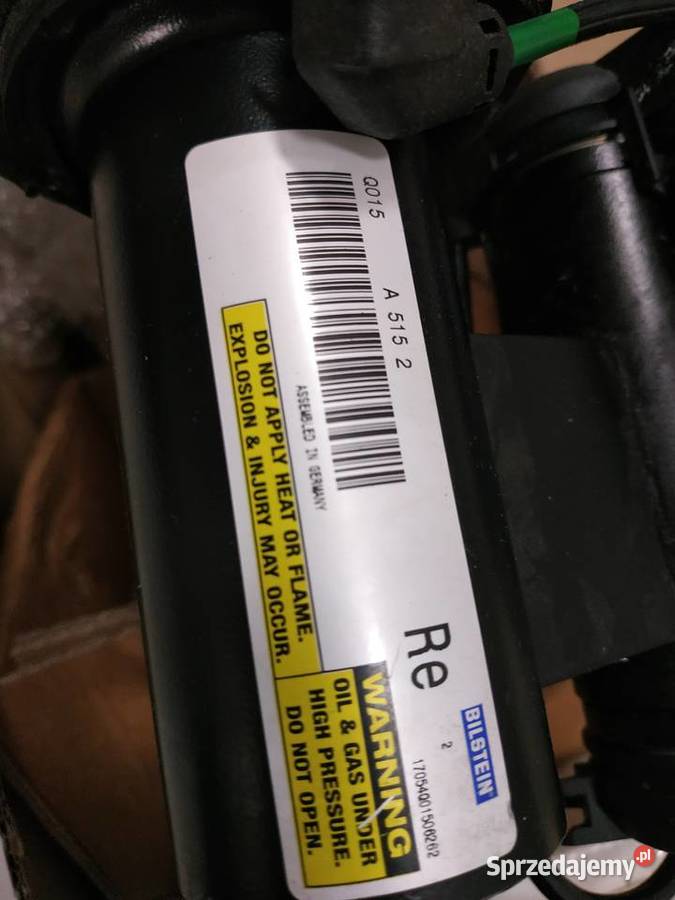 Q015 A 515 2
ASSEMBLED IN GERMANY
DO NOT APPLY HEAT OR FLAME.
EXPLOSION & INJURY MAY OCCUR.
Re
BILSTEIN
2
17054Q01506262
WARNING
OIL & GAS UNDER
HIGH PRESSURE.
DO NOT OPEN.
Sprzedajemy.pl